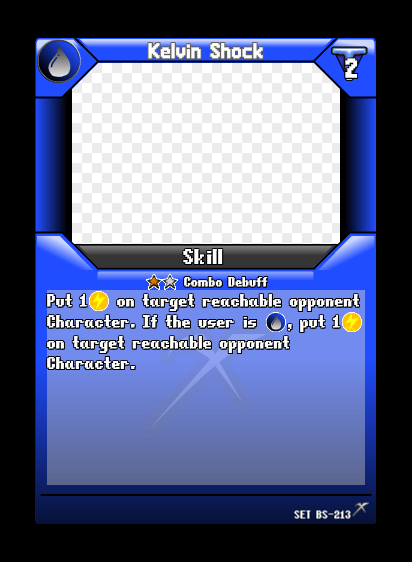 Kelvin Shock
2
Skill
Combo Debuff
Put 1 on target reachable opponent
Character. If the user is , put 1
on target reachable opponent
Character.
SET BS-213